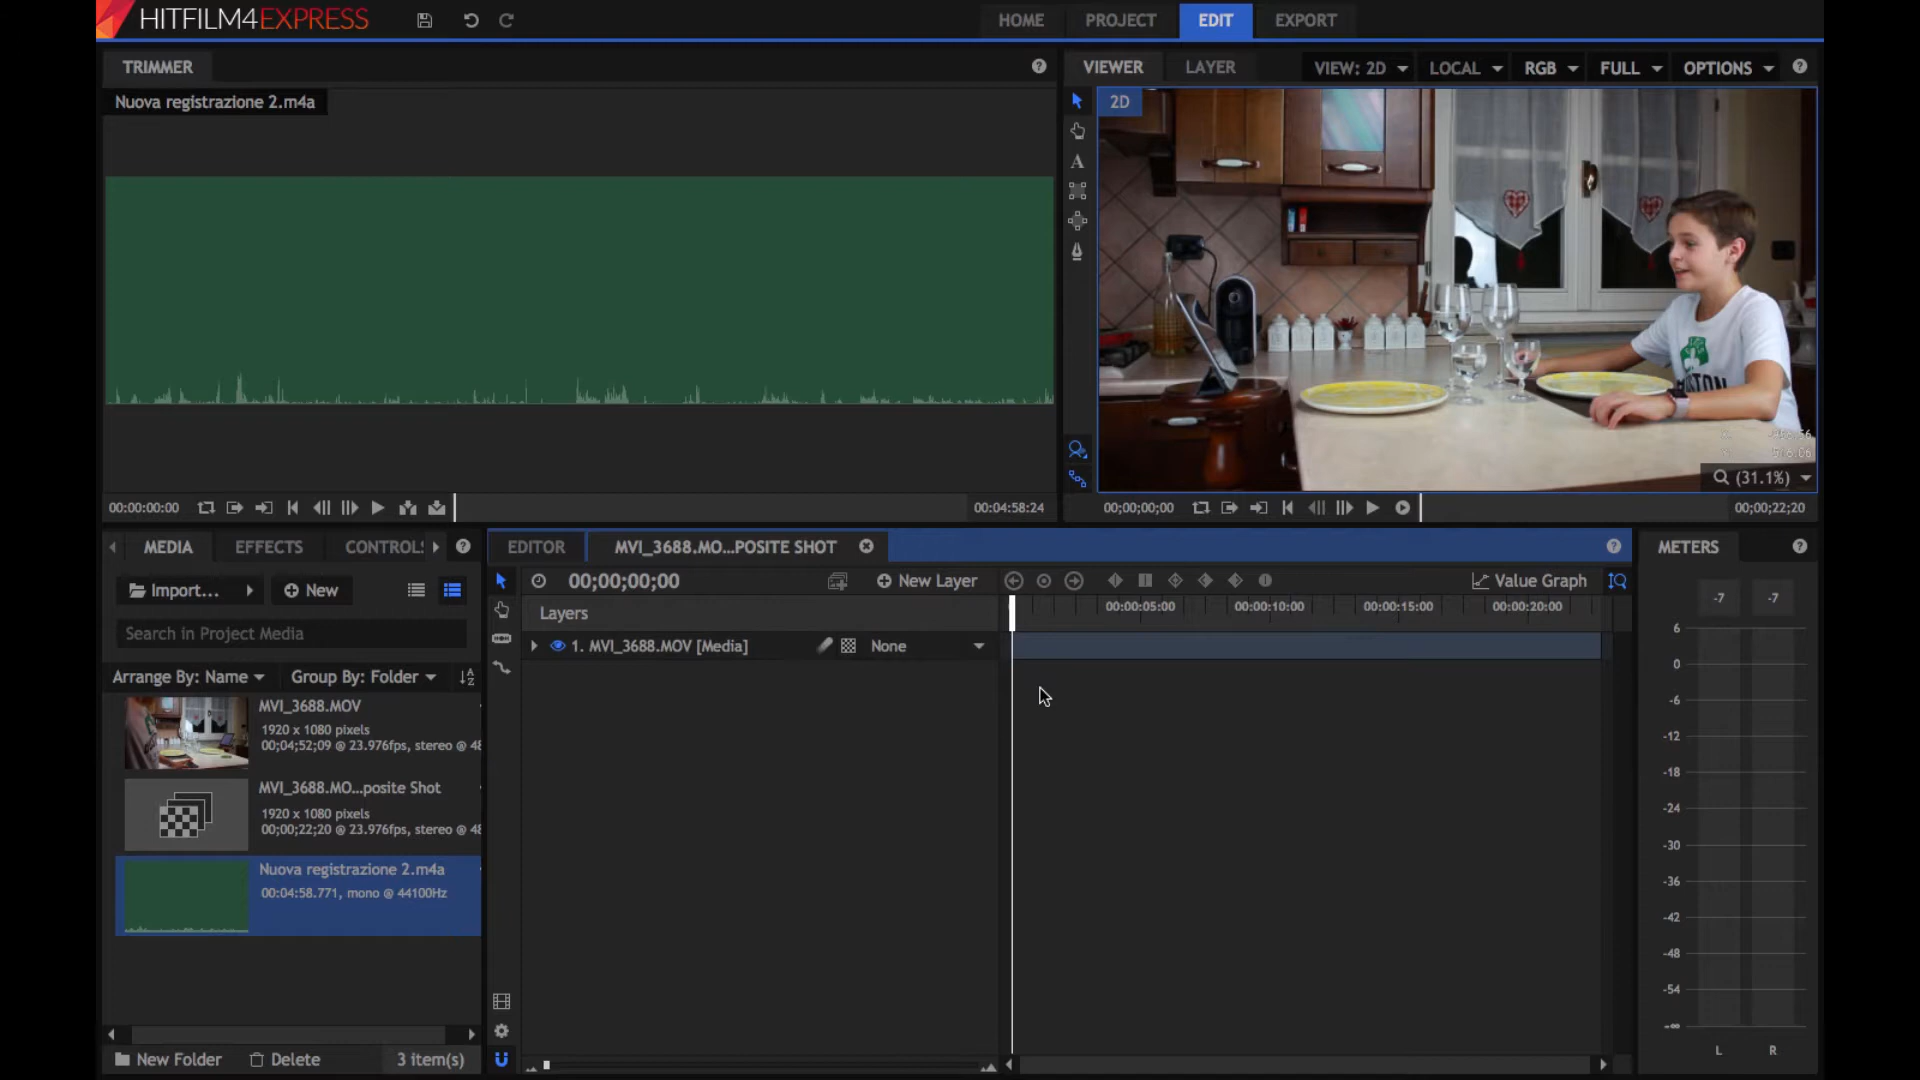 HITFILM4EXPRESS
HOME
PROJECT
EDIT
EXPORT
TRIMMER
Nuova registrazione 2.m4a
00:00:00:00
00:04:58:24
VIEWER
LAYER
VIEW: 2D
LOCAL
RGB
FULL
OPTIONS
2D
A
(31.1%)
00;00;00;00
00;00;22;20
MEDIA
EFFECTS
CONTROLS
Import...
New
Search in Project Media
Arrange By: Name
Group By: Folder
MVI_3688.MOV
1920 x 1080 pixels
00;04;52;09 @ 23.976fps, stereo @ 48
MVI_3688.MO...posite Shot
1920 x 1080 pixels
00;00;22;20 @ 23.976fps, stereo @ 48
Nuova registrazione 2.m4a
00:04:58.771, mono @ 44100Hz
New Folder
Delete
3 item(s)
EDITOR
MVI_3688.MO...POSITE SHOT
00;00;00;00
New Layer
Value Graph
Layers
00:00:05:00
00:00:10:00
00:00:15:00
00:00:20:00
1. MVI_3688.MOV [Media]
None
METERS
-7
-7
6
0
-6
-12
-18
-24
-30
-36
-42
-48
-54
-∞
L
R